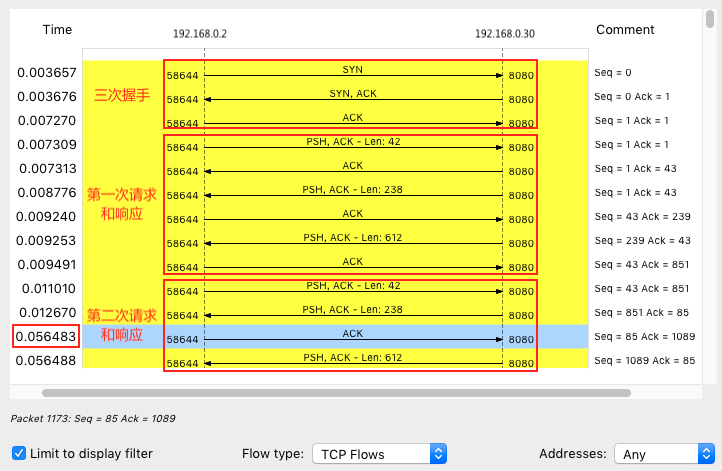 Time 192.168.0.2 192.168.0.30 Comment
0.003657 58644 SYN 8080 Seq = 0
0.003676 三次握手 58644 SYN, ACK 8080 Seq = 0 Ack = 1
0.007270 58644 ACK 8080 Seq = 1 Ack = 1
0.007309 58644 PSH, ACK - Len: 42 8080 Seq = 1 Ack = 1
0.007313 58644 ACK 8080 Seq = 1 Ack = 43
0.008776 第一次请求 58644 PSH, ACK - Len: 238 8080 Seq = 1 Ack = 43
0.009240 和响应 58644 ACK 8080 Seq = 43 Ack = 239
0.009253 58644 PSH, ACK - Len: 612 8080 Seq = 239 Ack = 43
0.009491 58644 ACK 8080 Seq = 43 Ack = 851
0.011010 58644 PSH, ACK - Len: 42 8080 Seq = 43 Ack = 851
0.012670 第二次请求 58644 PSH, ACK - Len: 238 8080 Seq = 851 Ack = 85
0.056483 和响应 58644 ACK 8080 Seq = 85 Ack = 1089
0.056488 58644 PSH, ACK - Len: 612 8080 Seq = 1089 Ack = 85
Packet 1173: Seq = 85 Ack = 1089
Limit to display filter Flow type: TCP Flows Addresses: Any